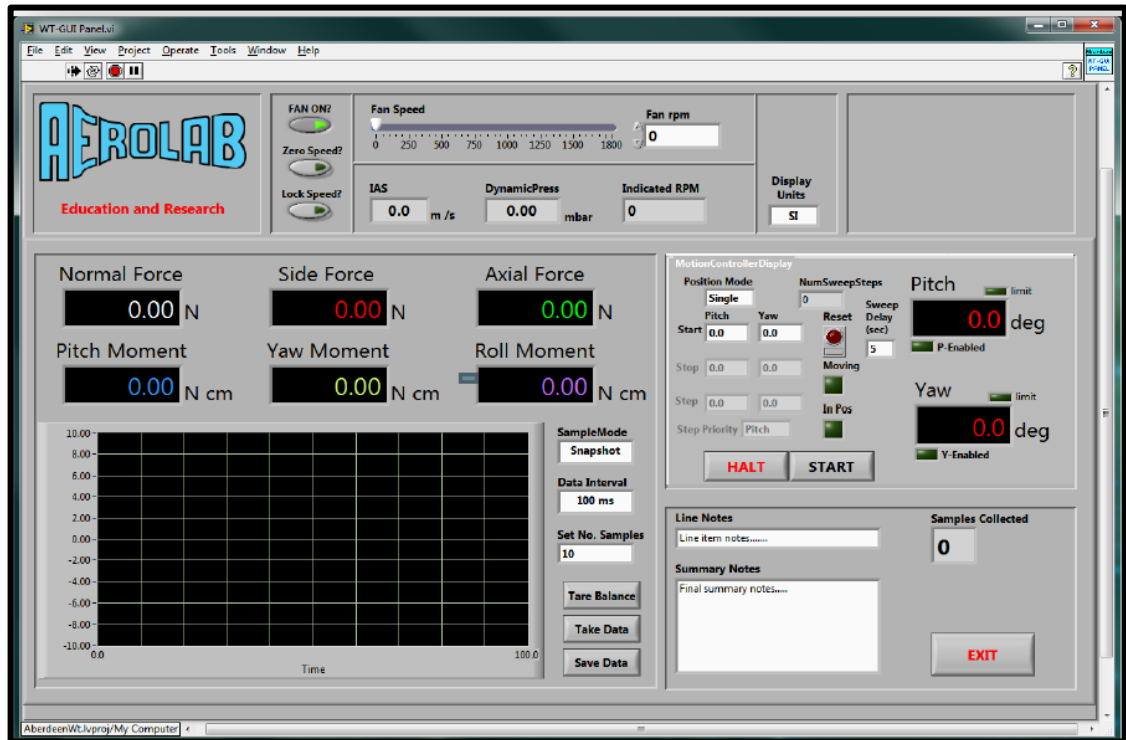 WT-GUI Panel.vi
File Edit View Project Operate Tools Window Help
?
WT-GUI
PANEL
AEROLAB
Education and Research
FAN ON?
Zero Speed?
Lock Speed?
Fan Speed
0 250 500 750 1000 1250 1500 1800
Fan rpm
0
IAS
0.0 m /s
DynamicPress
0.00 mbar
Indicated RPM
0
Display
Units
SI
Normal Force
0.00 N
Side Force
0.00 N
Axial Force
0.00 N
Pitch Moment
0.00 N cm
Yaw Moment
0.00 N cm
Roll Moment
0.00 N cm
10.00
8.00
6.00
4.00
2.00
0.00
-2.00
-4.00
-6.00
-8.00
-10.00
0.0 100.0
Time
SampleMode
Snapshot
Data Interval
100 ms
Set No. Samples
10
Tare Balance
Take Data
Save Data
MotionControllerDisplay
Position Mode
Single
NumSweepSteps
0
Pitch Yaw
Start 0.0 0.0
Stop 0.0 0.0
Step 0.0 0.0
Step Priority Pitch
Reset
Sweep
Delay
(sec)
5
Moving
In Pos
HALT START
Pitch limit
0.0 deg
P-Enabled
Yaw limit
0.0 deg
Y-Enabled
Line Notes
Line item notes.......
Summary Notes
Final summary notes.....
Samples Collected
0
EXIT
AberdeenWt.lvproj/My Computer